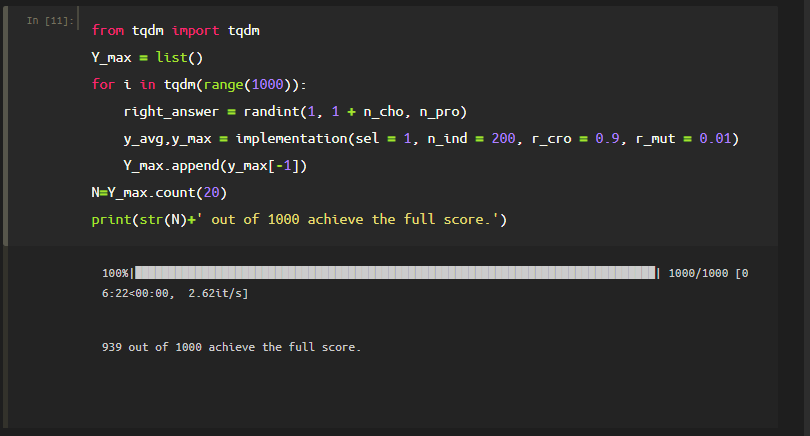 In [11]:
from tqdm import tqdm
Y_max = list()
for i in tqdm(range(1000)):
    right_answer = randint(1, 1 + n_cho, n_pro)
    y_avg,y_max = implementation(sel = 1, n_ind = 200, r_cro = 0.9, r_mut = 0.01)
    Y_max.append(y_max[-1])
N=Y_max.count(20)
print(str(N)+' out of 1000 achieve the full score.')
100%|██████████| 1000/1000 [0
6:22<00:00,  2.62it/s]
939 out of 1000 achieve the full score.